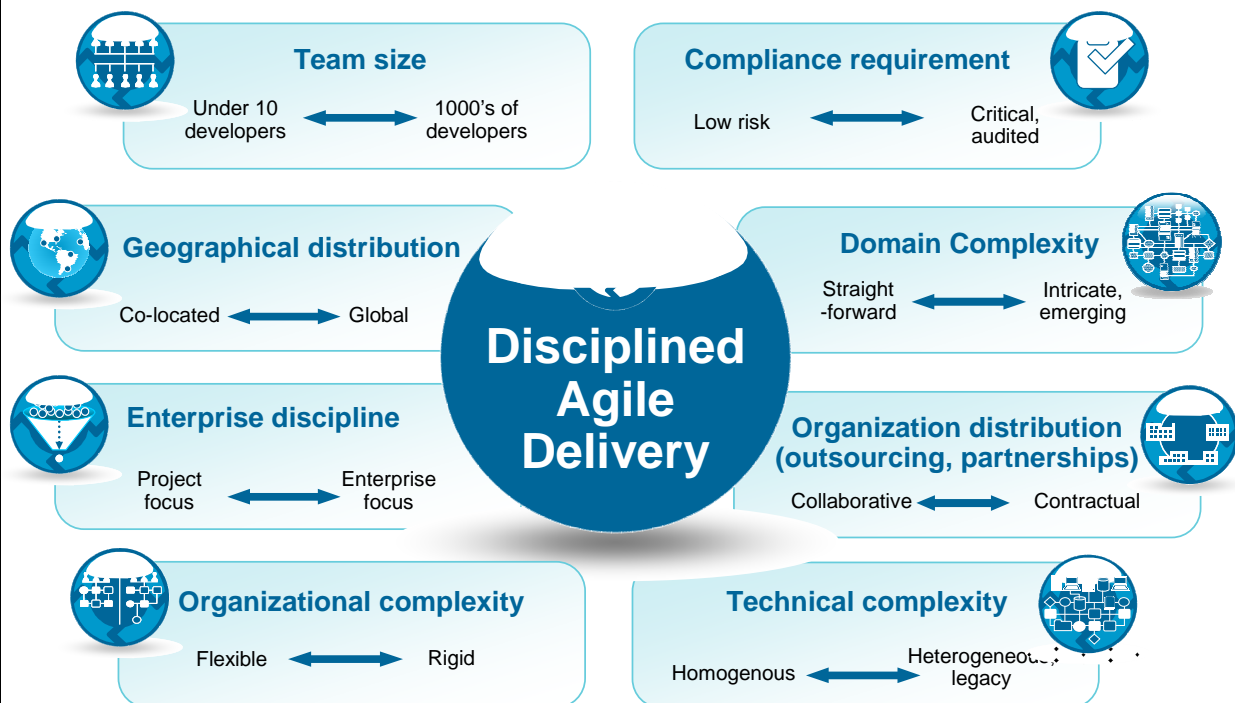 Team size
Under 10
developers
1000's of
developers
Compliance requirement
Low risk
Critical,
audited
Geographical distribution
Co-located
Global
Domain Complexity
Straight
-forward
Intricate,
emerging
Disciplined
Agile
Delivery
Enterprise discipline
Project
focus
Enterprise
focus
Organization distribution
(outsourcing, partnerships)
Collaborative
Contractual
Organizational complexity
Flexible
Rigid
Technical complexity
Homogenous
Heterogeneous,
legacy